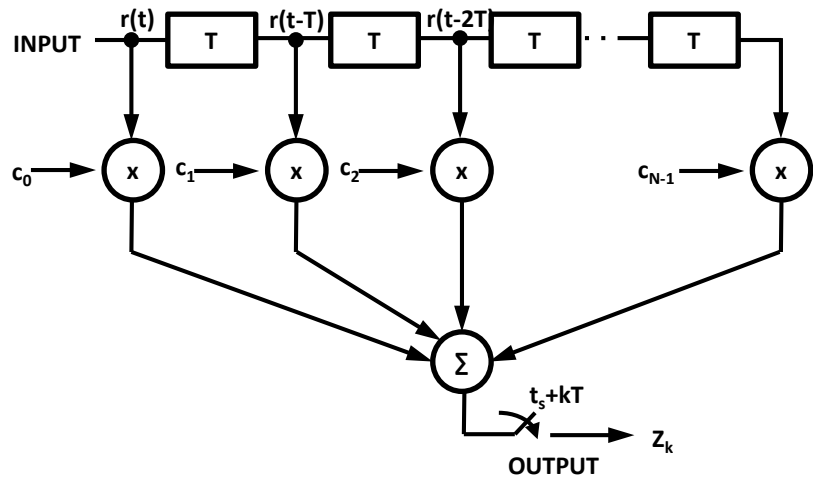 r(t) r(t-T) r(t-2T)
INPUT T T T . . . T
x x x x
c0 c1 c2 cN-1
Σ
ts+kT
Zk
OUTPUT